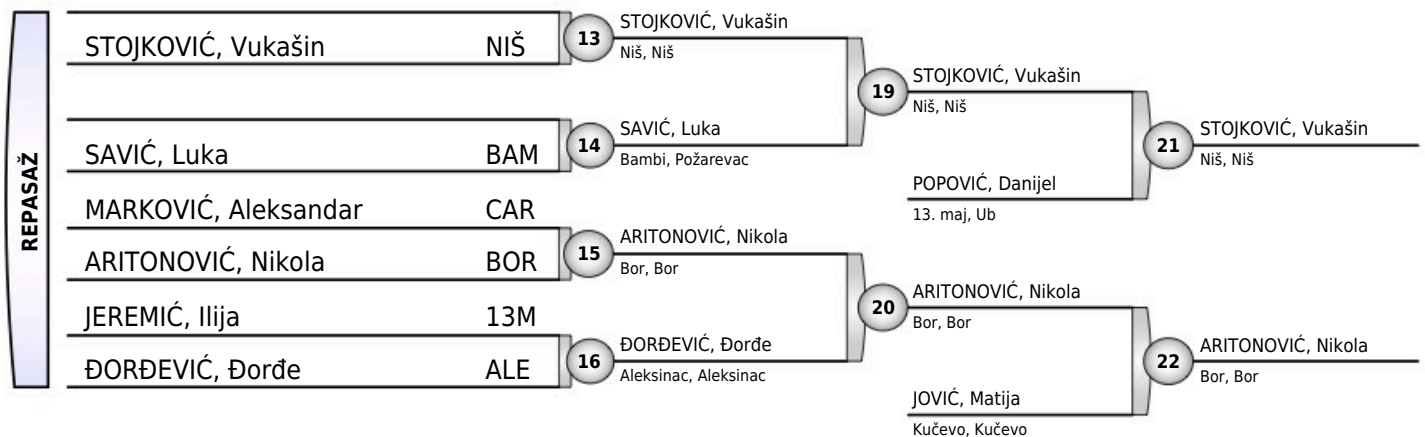 REPASAŽ
STOJKOVIĆ, Vukašin NIŠ
SAVIĆ, Luka BAM
MARKOVIĆ, Aleksandar CAR
ARITONOVIĆ, Nikola BOR
JEREMIĆ, Ilija 13M
ĐORĐEVIĆ, Đorđe ALE
13
STOJKOVIĆ, Vukašin
Niš, Niš
14
SAVIĆ, Luka
Bambi, Požarevac
15
ARITONOVIĆ, Nikola
Bor, Bor
16
ĐORĐEVIĆ, Đorđe
Aleksinac, Aleksinac
19
STOJKOVIĆ, Vukašin
Niš, Niš
POPOVIĆ, Danijel
13. maj, Ub
20
ARITONOVIĆ, Nikola
Bor, Bor
JOVIĆ, Matija
Kučevo, Kučevo
21
STOJKOVIĆ, Vukašin
Niš, Niš
22
ARITONOVIĆ, Nikola
Bor, Bor